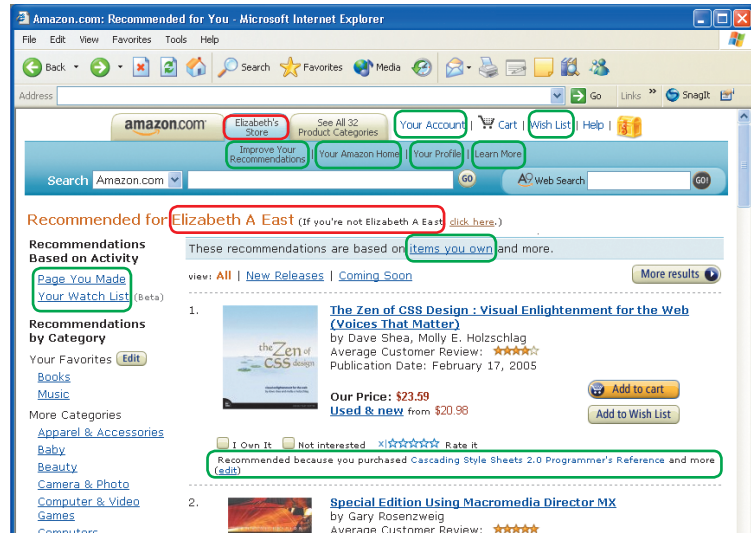 Amazon.com: Recommended for You - Microsoft Internet Explorer
File Edit View Favorites Tools Help
Back Search Favorites Media
Address Go Links » SnagIt
amazon.com Elizabeth's Store See All 32 Product Categories Your Account | Cart | Wish List | Help |
Improve Your Recommendations | Your Amazon Home | Your Profile | Learn More
Search Amazon.com GO A9 Web Search GO!
Recommended for Elizabeth A East (If you're not Elizabeth A East, click here.)
Recommendations Based on Activity
Page You Made
Your Watch List (Beta)
Recommendations by Category
Your Favorites Edit
Books
Music
More Categories
Apparel & Accessories
Baby
Beauty
Camera & Photo
Computer & Video Games
Computers
These recommendations are based on items you own and more.
view: All | New Releases | Coming Soon More results
1. The Zen of CSS Design : Visual Enlightenment for the Web
(Voices That Matter)
by Dave Shea, Molly E. Holzschlag
Average Customer Review:
Publication Date: February 17, 2005
the Zen of
CSS design
Our Price: $23.59 Add to cart
Used & new from $20.98 Add to Wish List
I Own It Not interested x| Rate it
Recommended because you purchased Cascading Style Sheets 2.0 Programmer's Reference and more
(edit)
2. Special Edition Using Macromedia Director MX
by Gary Rosenzweig
Average Customer Review: